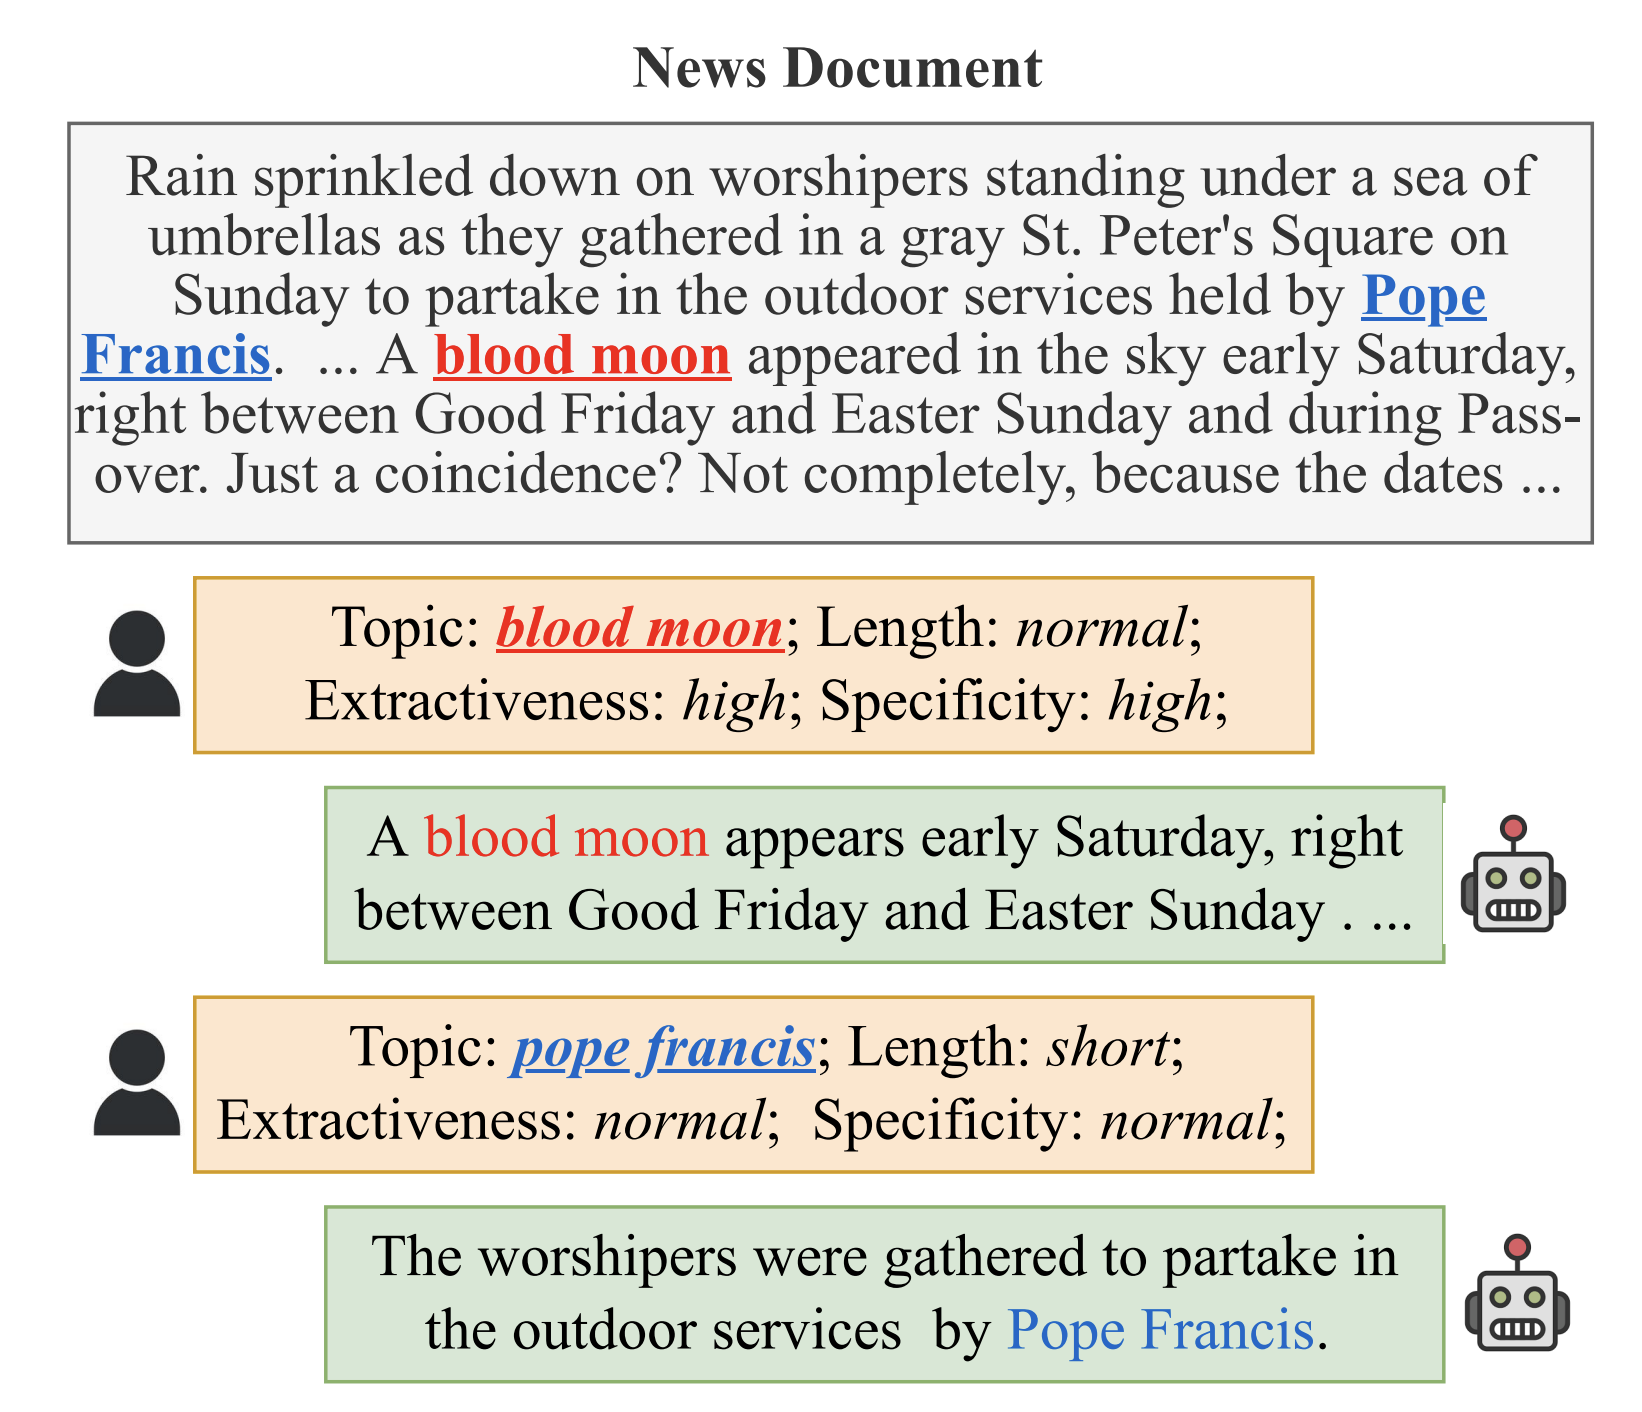 News Document
Rain sprinkled down on worshipers standing under a sea of
umbrellas as they gathered in a gray St. Peter's Square on
Sunday to partake in the outdoor services held by Pope
Francis.  ... A blood moon appeared in the sky early Saturday,
right between Good Friday and Easter Sunday and during Pass-
over. Just a coincidence? Not completely, because the dates ...
Topic: blood moon; Length: normal;
Extractiveness: high; Specificity: high;
A blood moon appears early Saturday, right
between Good Friday and Easter Sunday . ...
Topic: pope francis; Length: short;
Extractiveness: normal;  Specificity: normal;
The worshipers were gathered to partake in
the outdoor services  by Pope Francis.